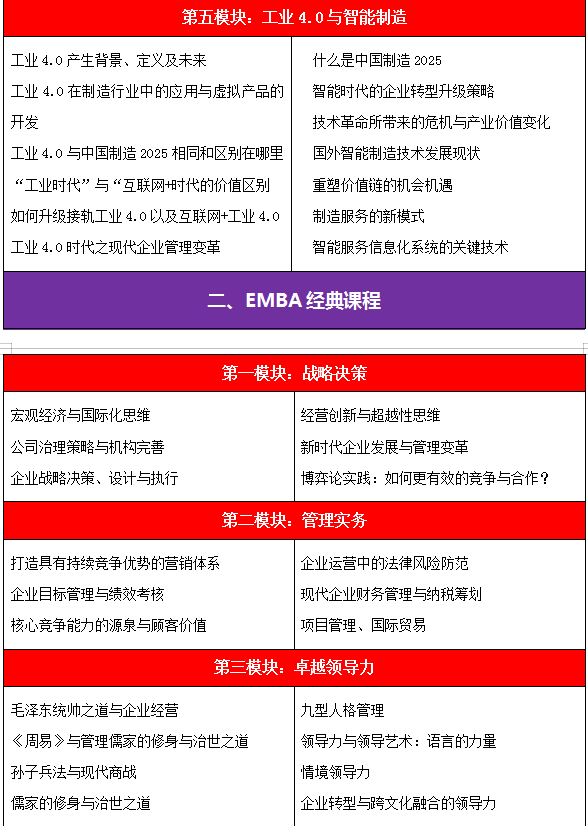 第五模块：工业 4.0 与智能制造
工业 4.0 产生背景、定义及未来
工业 4.0 在制造行业中的应用与虚拟产品的
开发
工业 4.0 与中国制造 2025 相同和区别在哪里
“工业时代”与“互联网+时代的价值区别
如何升级接轨工业 4.0 以及互联网+工业 4.0
工业 4.0 时代之现代企业管理变革
什么是中国制造 2025
智能时代的企业转型升级策略
技术革命所带来的危机与产业价值变化
国外智能制造技术发展现状
重塑价值链的机会机遇
制造服务的新模式
智能服务信息化系统的关键技术
二、EMBA 经典课程
第一模块：战略决策
宏观经济与国际化思维
公司治理策略与机构完善
企业战略决策、设计与执行
经营创新与超越性思维
新时代企业发展与管理变革
博弈论实践：如何更有效的竞争与合作？
第二模块：管理实务
打造具有持续竞争优势的营销体系
企业目标管理与绩效考核
核心竞争能力的源泉与顾客价值
企业运营中的法律风险防范
现代企业财务管理与纳税筹划
项目管理、国际贸易
第三模块：卓越领导力
毛泽东统帅之道与企业经营
《周易》与管理儒家的修身与治世之道
孙子兵法与现代商战
儒家的修身与治世之道
九型人格管理
领导力与领导艺术：语言的力量
情境领导力
企业转型与跨文化融合的领导力